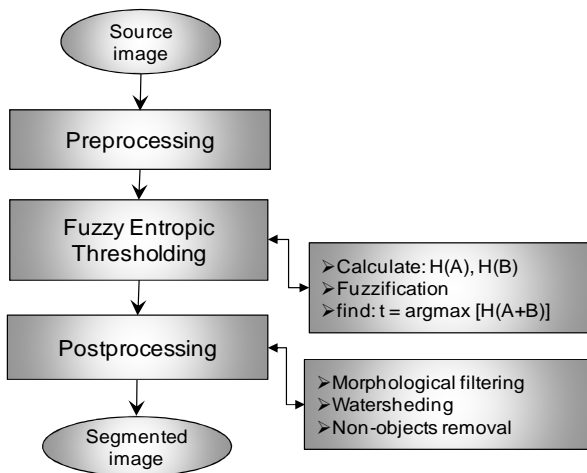 Source
image
Preprocessing
Fuzzy Entropic
Thresholding
➢Calculate: H(A), H(B)
➢Fuzzification
➢find: t = argmax [H(A+B)]
Postprocessing
➢Morphological filtering
➢Watersheding
➢Non-objects removal
Segmented
image